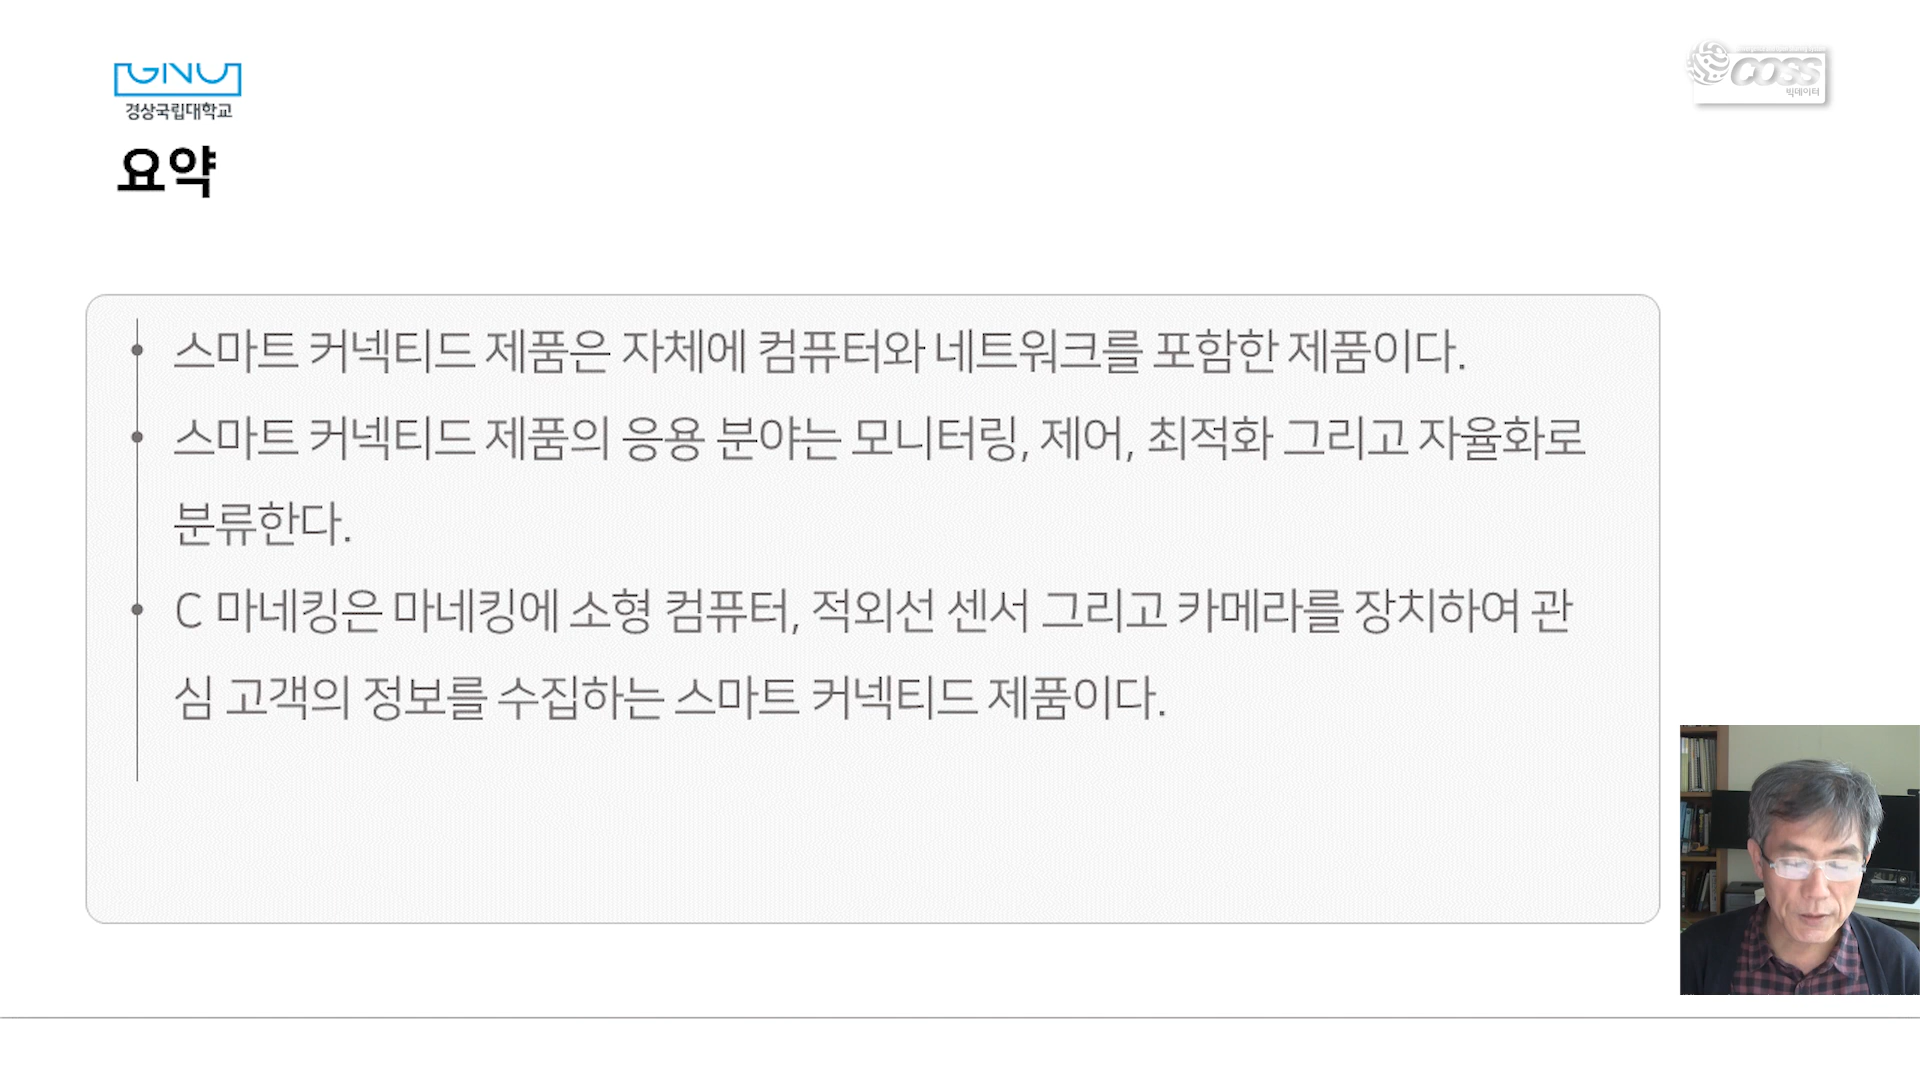 GNU
경상국립대학교
COSS
빅데이터
요약
스마트 커넥티드 제품은 자체에 컴퓨터와 네트워크를 포함한 제품이다.
스마트 커넥티드 제품의 응용 분야는 모니터링, 제어, 최적화 그리고 자율화로
분류한다.
C 마네킹은 마네킹에 소형 컴퓨터, 적외선 센서 그리고 카메라를 장치하여 관
심 고객의 정보를 수집하는 스마트 커넥티드 제품이다.